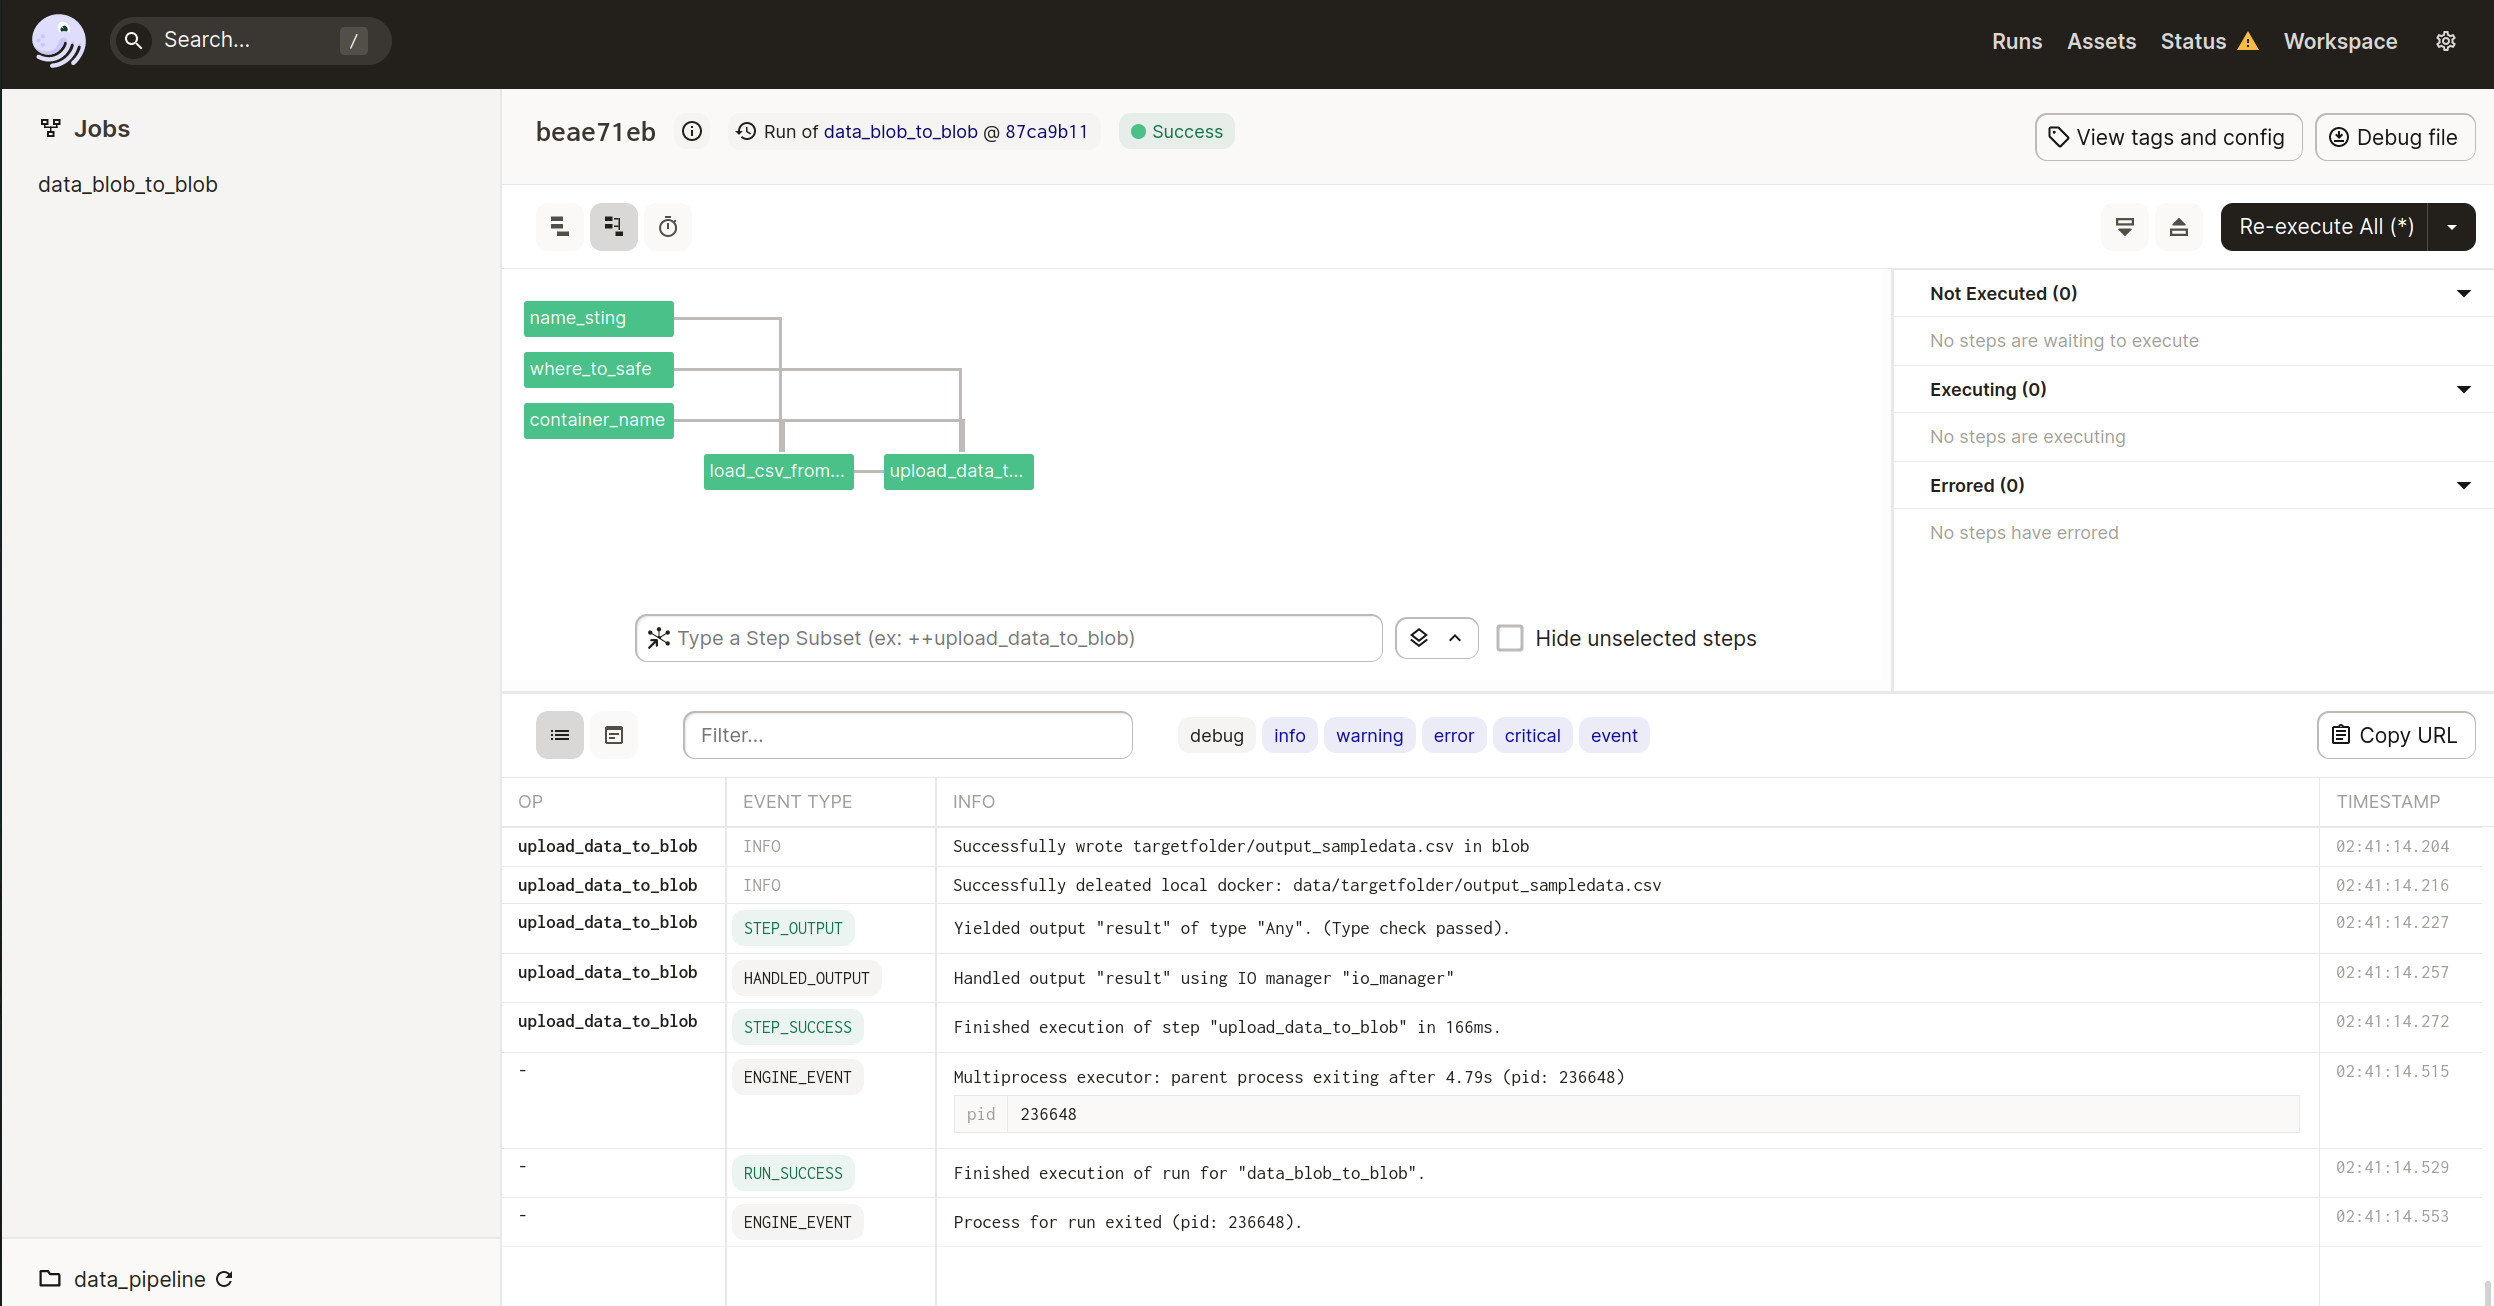 Search... /
Runs Assets Status Workspace
Jobs
data_blob_to_blob
beae71eb Run of data_blob_to_blob @ 87ca9b11 Success
View tags and config Debug file
Re-execute All (*)
name_sting
where_to_safe
container_name
load_csv_from... upload_data_t...
Not Executed (0)
No steps are waiting to execute
Executing (0)
No steps are executing
Errored (0)
No steps have errored
Type a Step Subset (ex: ++upload_data_to_blob) Hide unselected steps
Filter... debug info warning error critical event Copy URL
OP EVENT TYPE INFO TIMESTAMP
upload_data_to_blob INFO Successfully wrote targetfolder/output_sampledata.csv in blob 02:41:14.204
upload_data_to_blob INFO Successfully deleated local docker: data/targetfolder/output_sampledata.csv 02:41:14.216
upload_data_to_blob STEP_OUTPUT Yielded output "result" of type "Any". (Type check passed). 02:41:14.227
upload_data_to_blob HANDLED_OUTPUT Handled output "result" using IO manager "io_manager" 02:41:14.257
upload_data_to_blob STEP_SUCCESS Finished execution of step "upload_data_to_blob" in 166ms. 02:41:14.272
- ENGINE_EVENT Multiprocess executor: parent process exiting after 4.79s (pid: 236648) 02:41:14.515
pid 236648
- RUN_SUCCESS Finished execution of run for "data_blob_to_blob". 02:41:14.529
- ENGINE_EVENT Process for run exited (pid: 236648). 02:41:14.553
data_pipeline